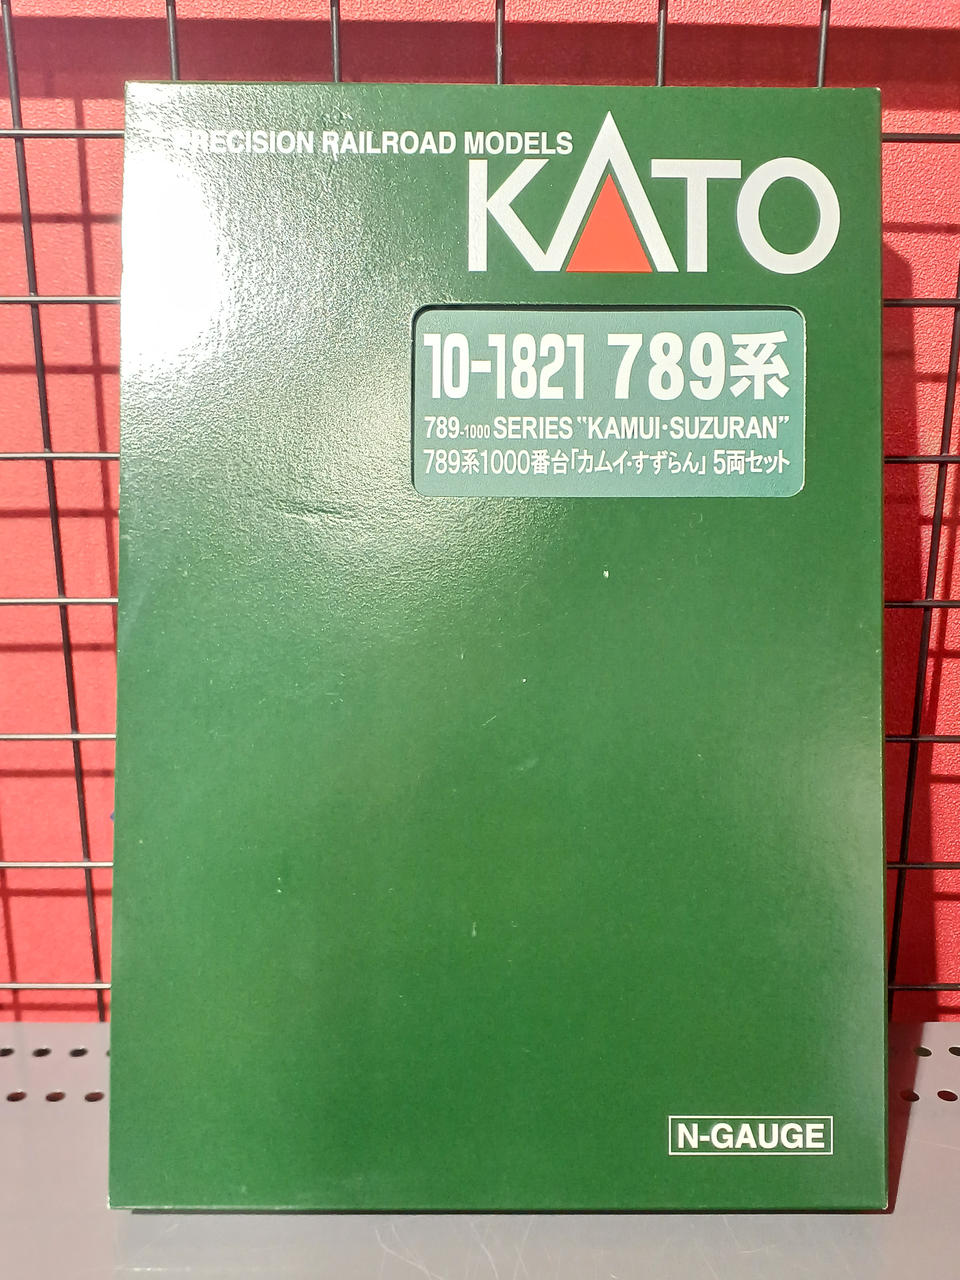 PRECISION RAILROAD MODELS
KATO
10-1821 789系
789-1000 SERIES "KAMUI・SUZURAN"
789系1000番台「カムイ・すずらん」 5両セット
N-GAUGE